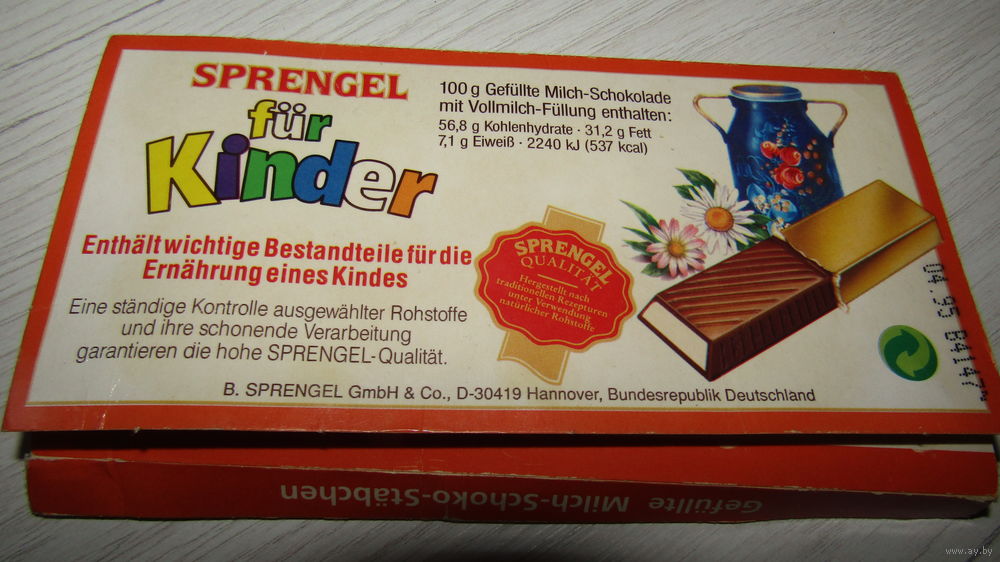 SPRENGEL
für
Kinder
Enthält wichtige Bestandteile für die
Ernährung eines Kindes
Eine ständige Kontrolle ausgewählter Rohstoffe
und ihre schonende Verarbeitung
garantieren die hohe SPRENGEL-Qualität.
100 g Gefüllte Milch-Schokolade
mit Vollmilch-Füllung enthalten:
56,8 g Kohlenhydrate · 31,2 g Fett
7,1 g Eiweiß · 2240 kJ (537 kcal)
SPRENGEL
QUALITÄT
Hergestellt nach
traditionellen Rezepturen
unter Verwendung
natürlicher Rohstoffe
B. SPRENGEL GmbH & Co., D-30419 Hannover, Bundesrepublik Deutschland
04.95
Gefüllte Milch-Schoko-Stäbchen
www.ay.by